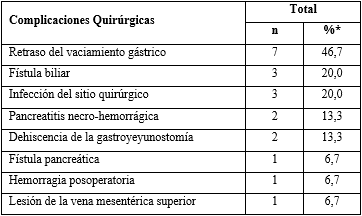 Complicaciones Quirúrgicas Total
n %*
Retraso del vaciamiento gástrico 7 46,7
Fístula biliar 3 20,0
Infección del sitio quirúrgico 3 20,0
Pancreatitis necro-hemorrágica 2 13,3
Dehiscencia de la gastroyeyunostomía 2 13,3
Fístula pancreática 1 6,7
Hemorragia posoperatoria 1 6,7
Lesión de la vena mesentérica superior 1 6,7